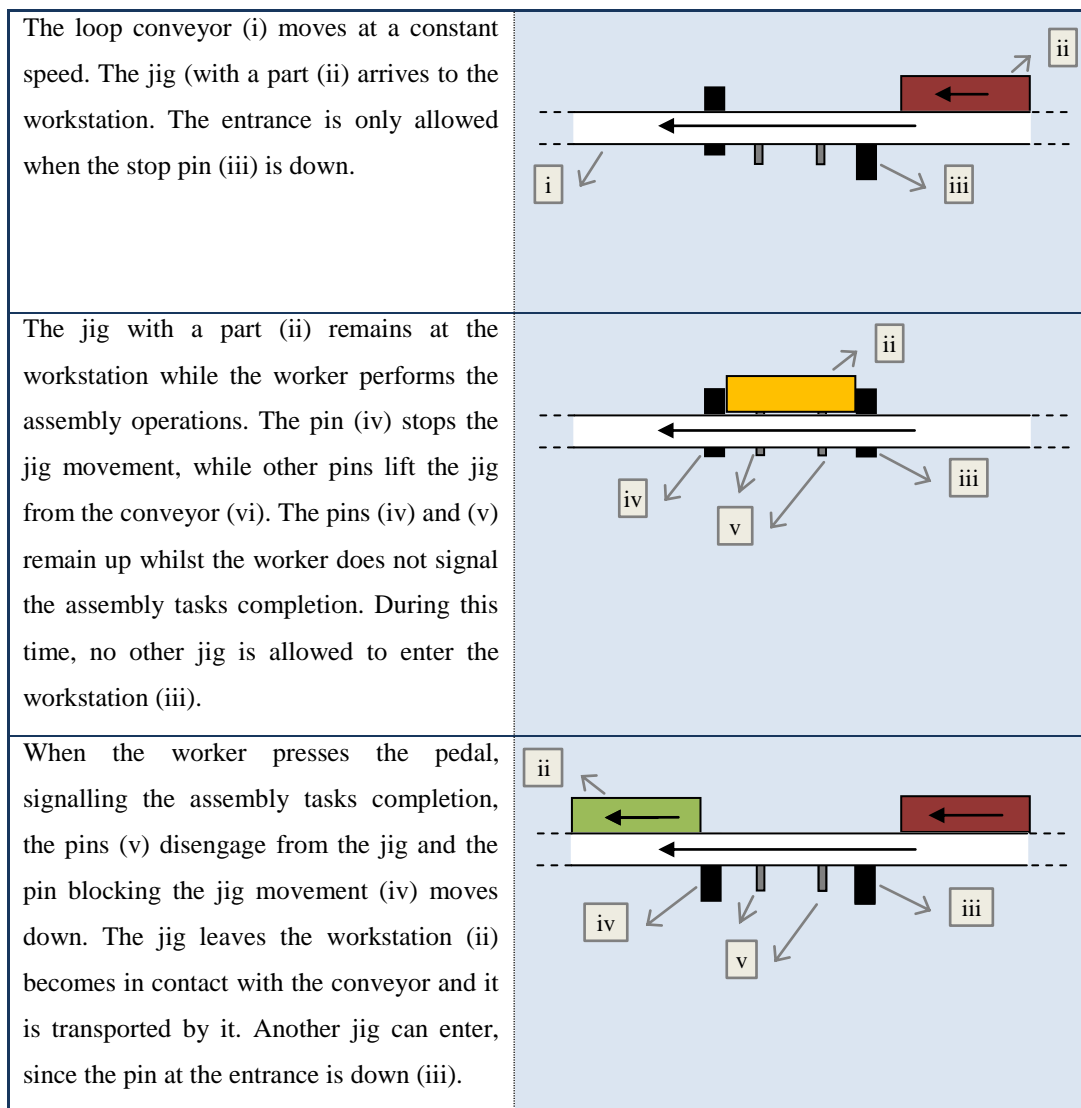 The loop conveyor (i) moves at a constant
speed. The jig (with a part (ii) arrives to the
workstation. The entrance is only allowed
when the stop pin (iii) is down.
ii
i
iii
The jig with a part (ii) remains at the
workstation while the worker performs the
assembly operations. The pin (iv) stops the
jig movement, while other pins lift the jig
from the conveyor (vi). The pins (iv) and (v)
remain up whilst the worker does not signal
the assembly tasks completion. During this
time, no other jig is allowed to enter the
workstation (iii).
ii
iv
v
iii
When the worker presses the pedal,
signalling the assembly tasks completion,
the pins (v) disengage from the jig and the
pin blocking the jig movement (iv) moves
down. The jig leaves the workstation (ii)
becomes in contact with the conveyor and it
is transported by it. Another jig can enter,
since the pin at the entrance is down (iii).
ii
iv
v
iii